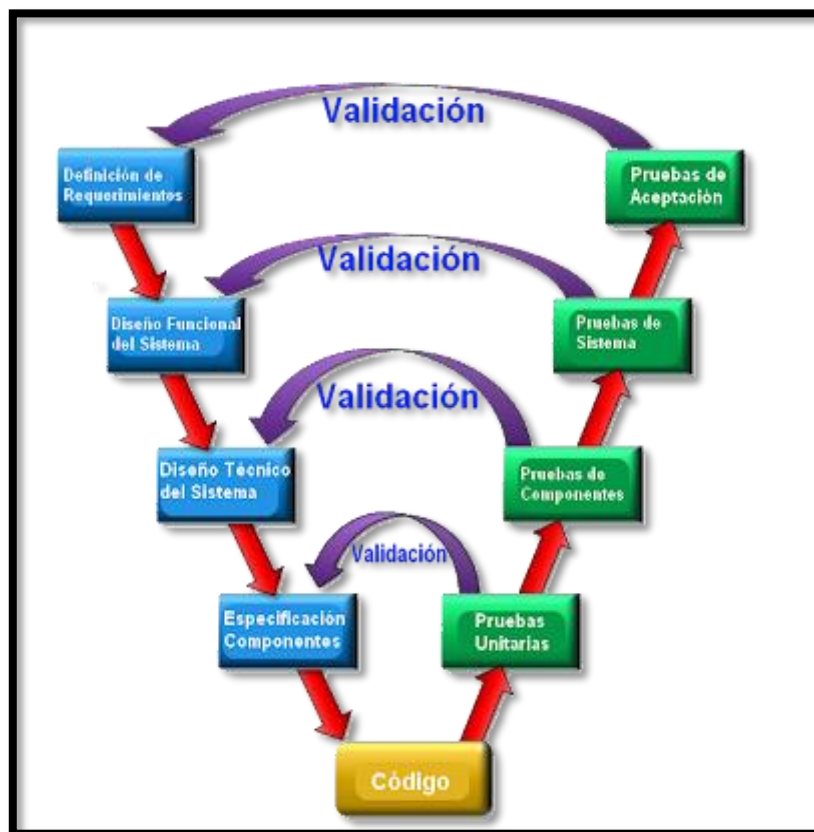 Validación
Definición de
Requerimientos
Pruebas de
Aceptación
Validación
Diseño Funcional
del Sistema
Pruebas de
Sistema
Validación
Diseño Técnico
del Sistema
Pruebas de
Componentes
Validación
Especificación
Componentes
Pruebas
Unitarias
Código